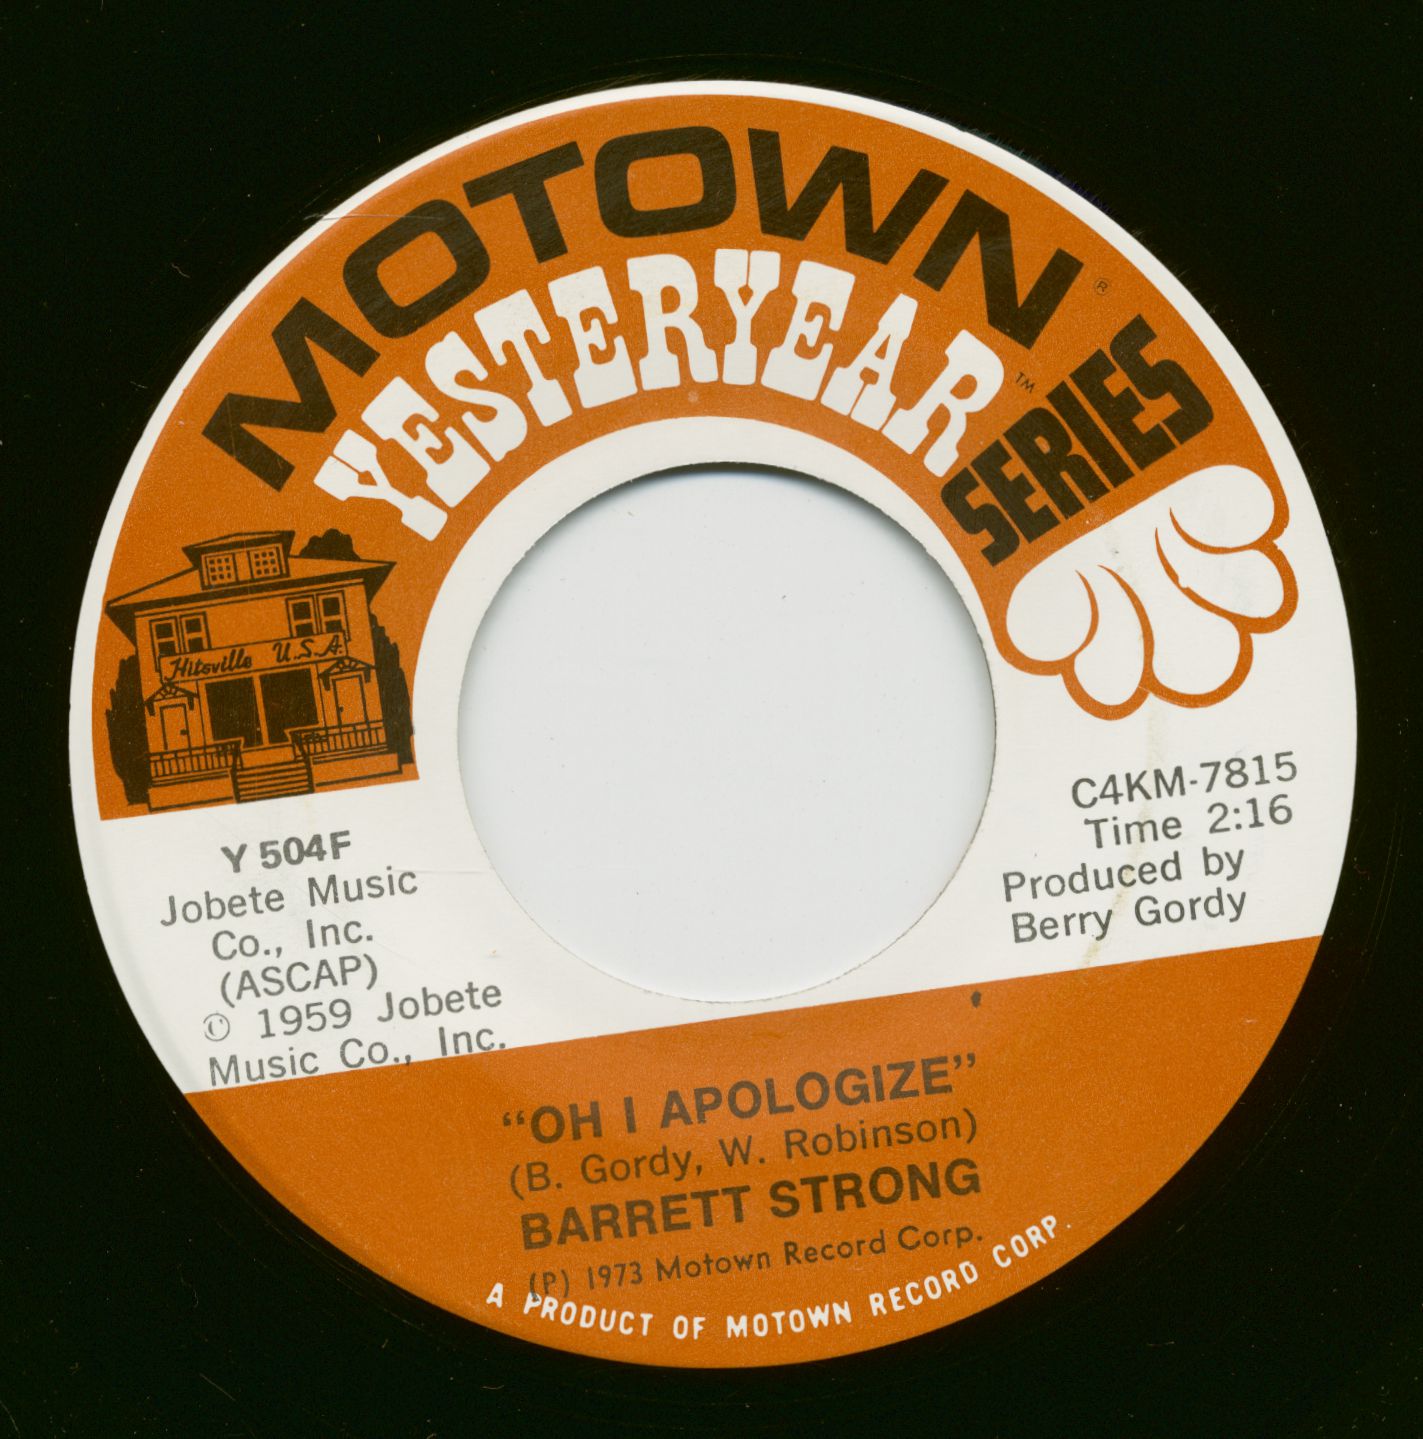 MOTOWN®
YESTERYEAR™
SERIES
Hitsville U.S.A.
C4KM-7815
Time 2:16
Produced by
Berry Gordy
Y 504F
Jobete Music
Co., Inc.
(ASCAP)
© 1959 Jobete
Music Co., Inc.
“OH I APOLOGIZE”
(B. Gordy, W. Robinson)
BARRETT STRONG
(P) 1973 Motown Record Corp.
A PRODUCT OF MOTOWN RECORD CORP.